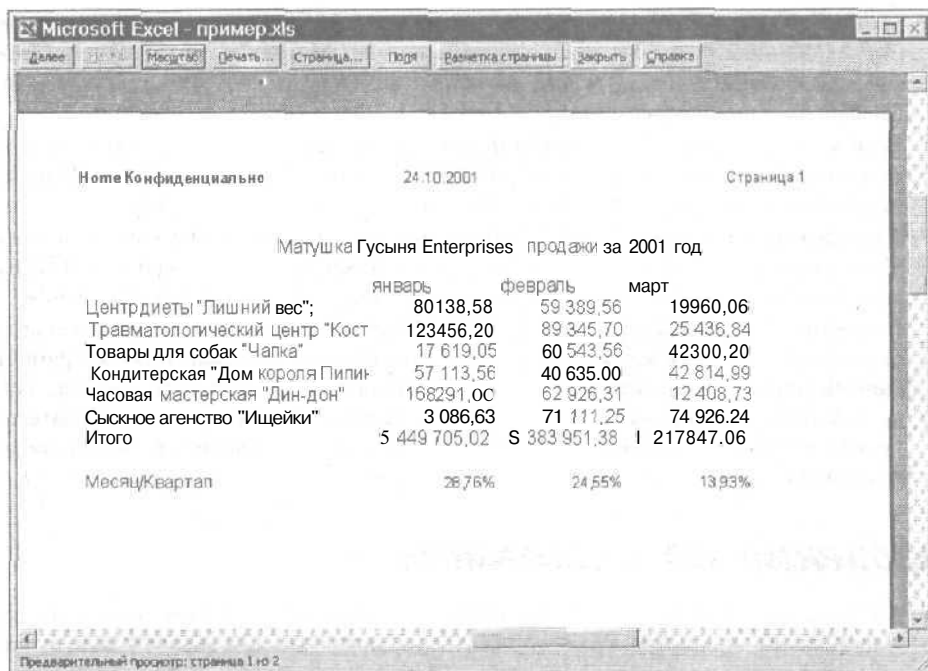 Microsoft Excel - пример.xls
Далее Масштаб Печать... Страница... Поля Разметка страницы Закрыть Справка
Home Конфиденциально 24.10.2001 Страница 1
Матушка Гусыня Enterprises продажи за 2001 год
январь февраль март
Центр диеты "Лишний вес"; 80138,58 59 389,56 19960,06
Травматологический центр "Кост 123456,20 89 345,70 25 436,84
Товары для собак "Чапка" 17 619,05 60 543,56 42300,20
Кондитерская "Дом короля Пипин 57 113,56 40 635.00 42 814,99
Часовая мастерская "Дин-дон" 168291,00 62 926,31 12 408,73
Сыскное агенство "Ищейки" 3 086,63 71 111,25 74 926.24
Итого 5 449 705,02 S 383 951,38 I 217847.06
Месяц/Квартал 28,76% 24,55% 13,93%
Предварительный просмотр: страница 1 из 2